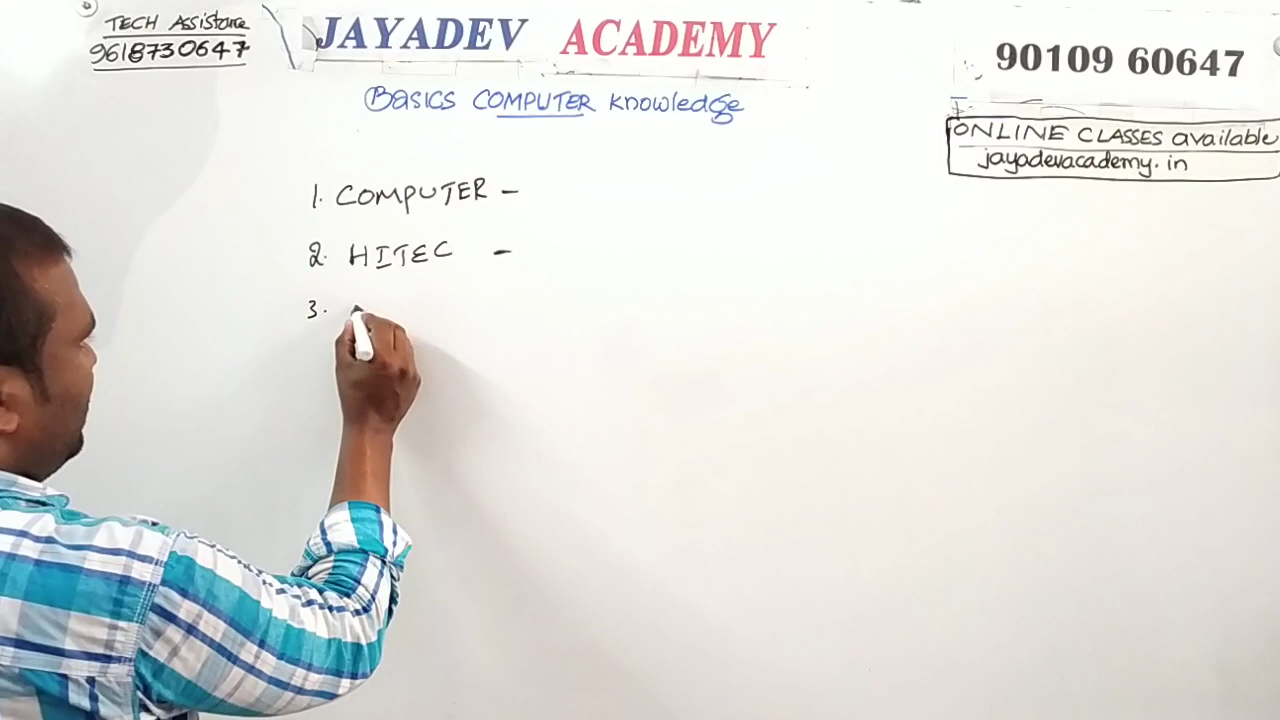 TECH Assistance
9618730647
JAYADEV ACADEMY
90109 60647
Basics COMPUTER knowledge
ONLINE CLASSES available
jayadevacademy.in
1. COMPUTER -
2. HITEC -
3.